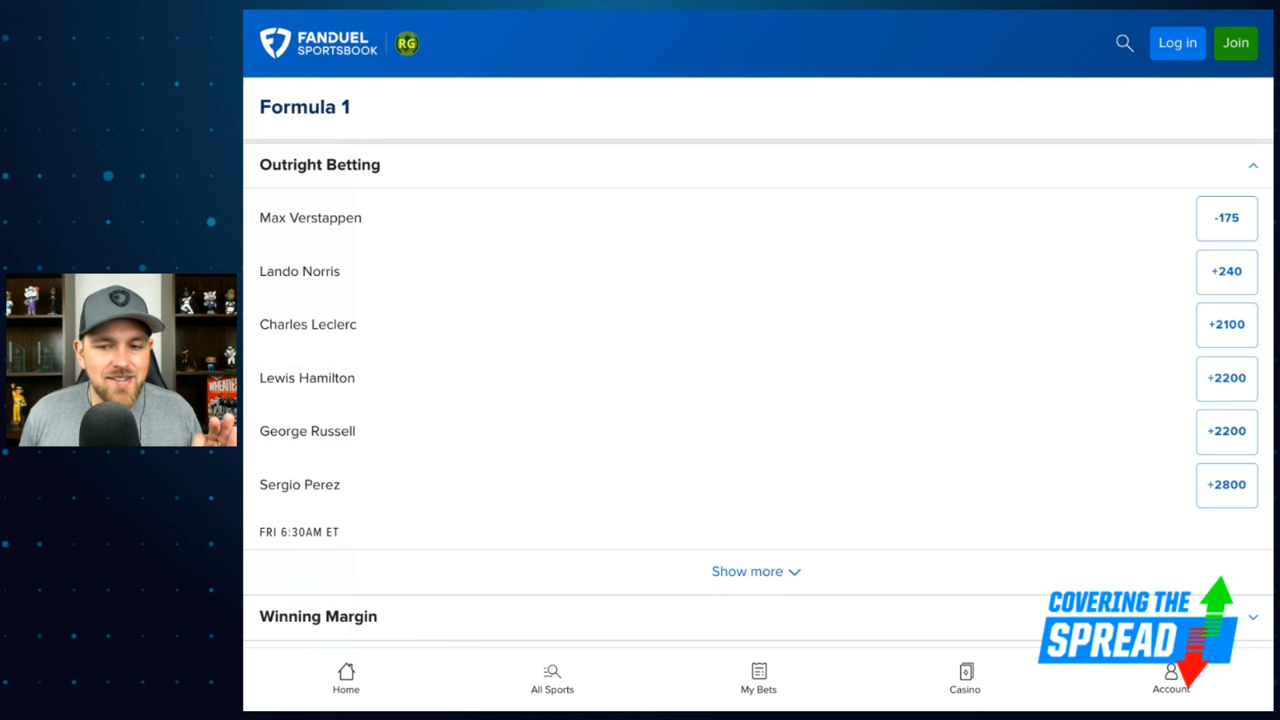 FANDUEL
SPORTSBOOK
RG
Log in
Join
Formula 1
Outright Betting
Max Verstappen
-175
Lando Norris
+240
Charles Leclerc
+2100
Lewis Hamilton
+2200
George Russell
+2200
Sergio Perez
+2800
FRI 6:30AM ET
Show more
Winning Margin
COVERING THE
SPREAD
Home
All Sports
My Bets
Casino
Account
WHEATIES